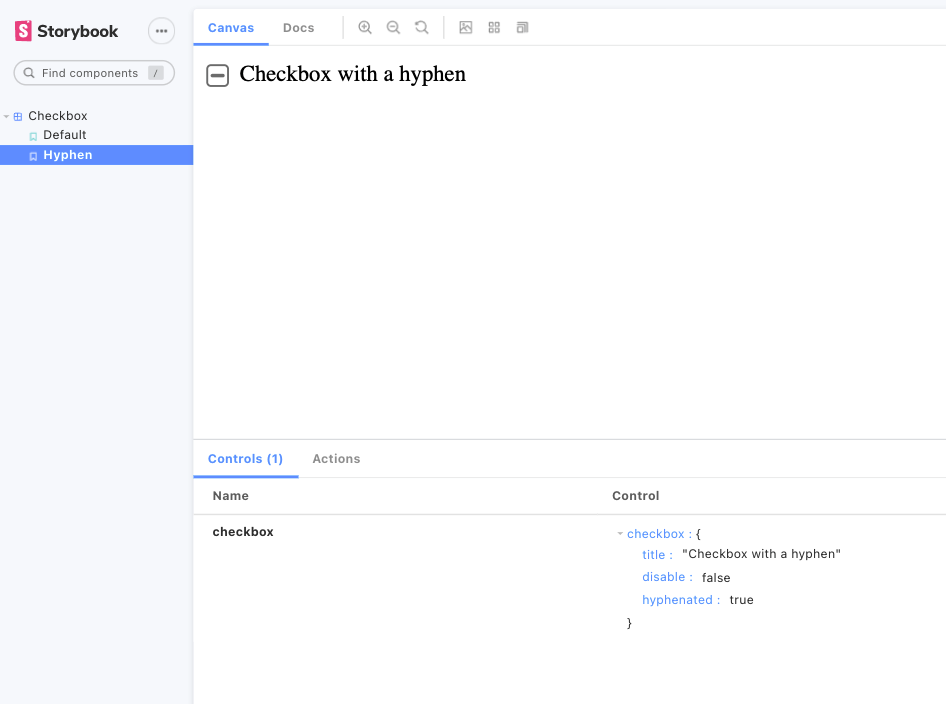 Storybook
Find components /
Checkbox
Default
Hyphen
Canvas Docs
Checkbox with a hyphen
Controls (1) Actions
Name Control
checkbox
checkbox : {
title : "Checkbox with a hyphen"
disable : false
hyphenated : true
}